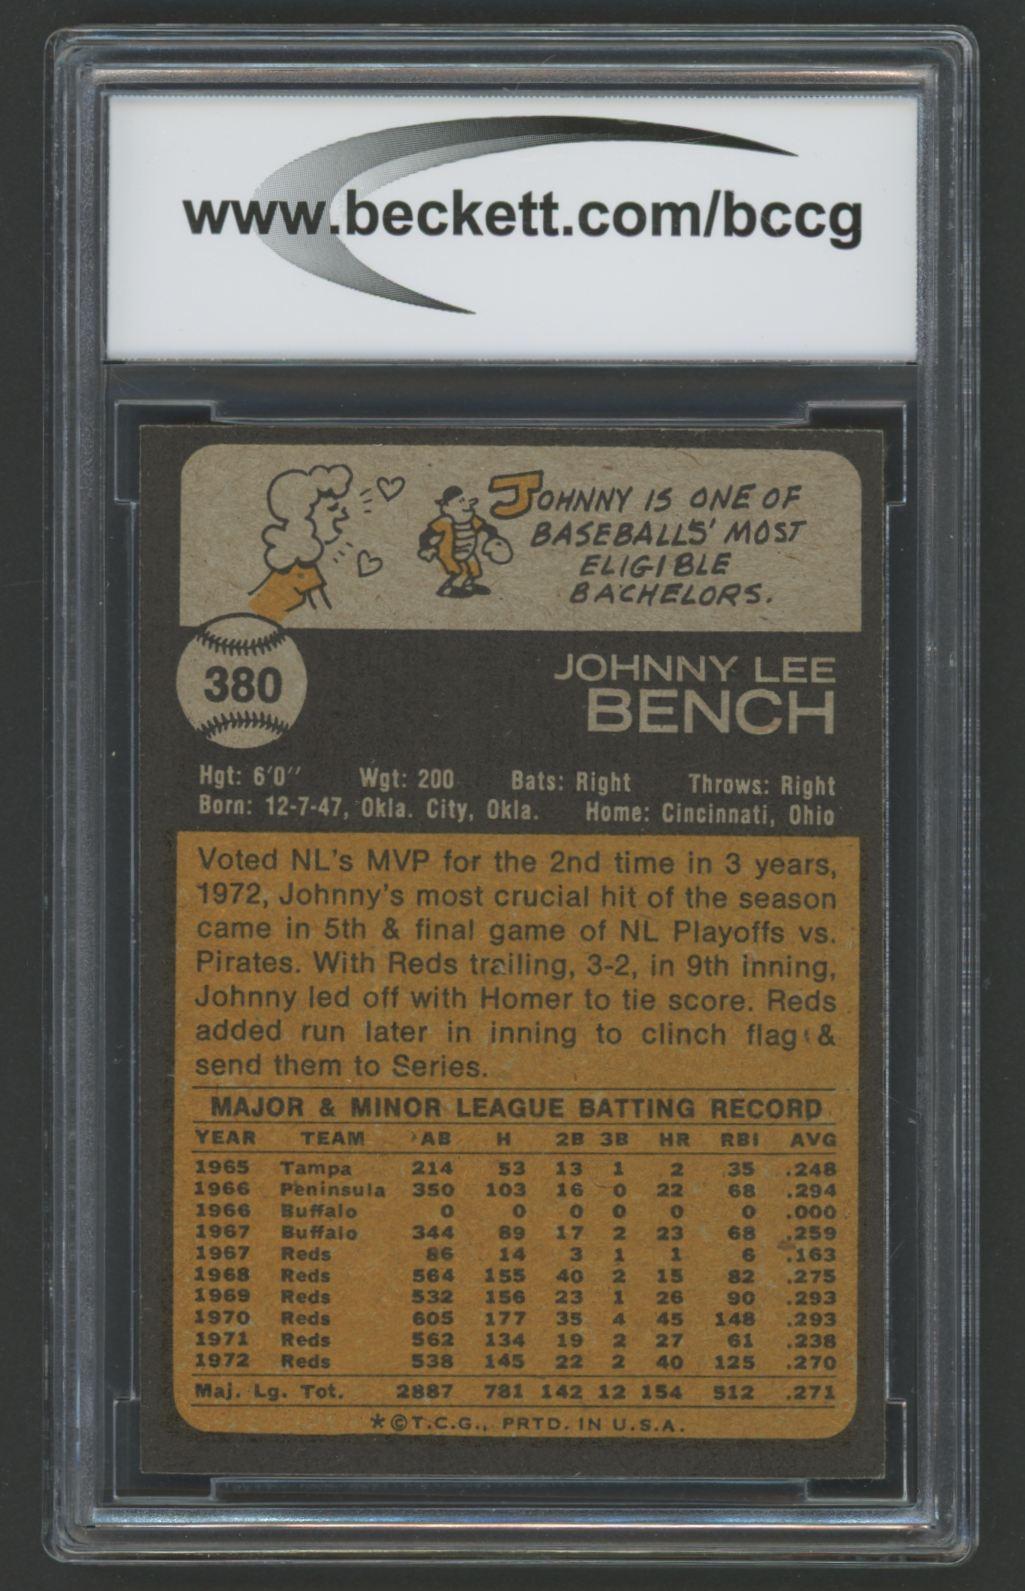 www.beckett.com/bccg
JOHNNY IS ONE OF
BASEBALLS' MOST
ELIGIBLE
BACHELORS.
380
JOHNNY LEE
BENCH
Hgt: 6'0" Wgt: 200 Bats: Right Throws: Right
Born: 12-7-47, Okla. City, Okla. Home: Cincinnati, Ohio
Voted NL's MVP for the 2nd time in 3 years,
1972, Johnny's most crucial hit of the season
came in 5th & final game of NL Playoffs vs.
Pirates. With Reds trailing, 3-2, in 9th inning,
Johnny led off with Homer to tie score. Reds
added run later in inning to clinch flag & 
send them to Series.
MAJOR & MINOR LEAGUE BATTING RECORD
YEAR TEAM AB H 2B 3B HR RBI AVG
1965 Tampa 214 53 13 1 2 35 .248
1966 Peninsula 350 103 16 0 22 68 .294
1966 Buffalo 0 0 0 0 0 0 .000
1967 Buffalo 344 89 17 2 23 68 .259
1967 Reds 86 14 3 1 1 6 .163
1968 Reds 564 155 40 2 15 82 .275
1969 Reds 532 156 23 1 26 90 .293
1970 Reds 605 177 35 4 45 148 .293
1971 Reds 562 134 19 2 27 61 .238
1972 Reds 538 145 22 2 40 125 .270
Maj. Lg. Tot. 2887 781 142 12 154 512 .271
*©T.C.G., PRTD. IN U.S.A.